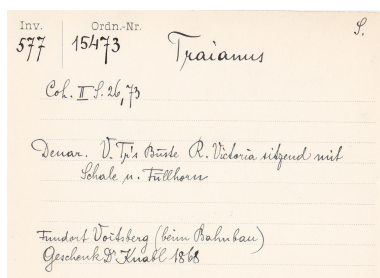 Inv. Ordn.-Nr. S.
577 15473 Traianus
Coh. II S. 26, 73
Denar. V. Tr's Büste R. Victoria sitzend mit
Schale u. Füllhorn
Fundort Voitsberg (beim Bahnbau)
Geschenk Dr Knabl 1868